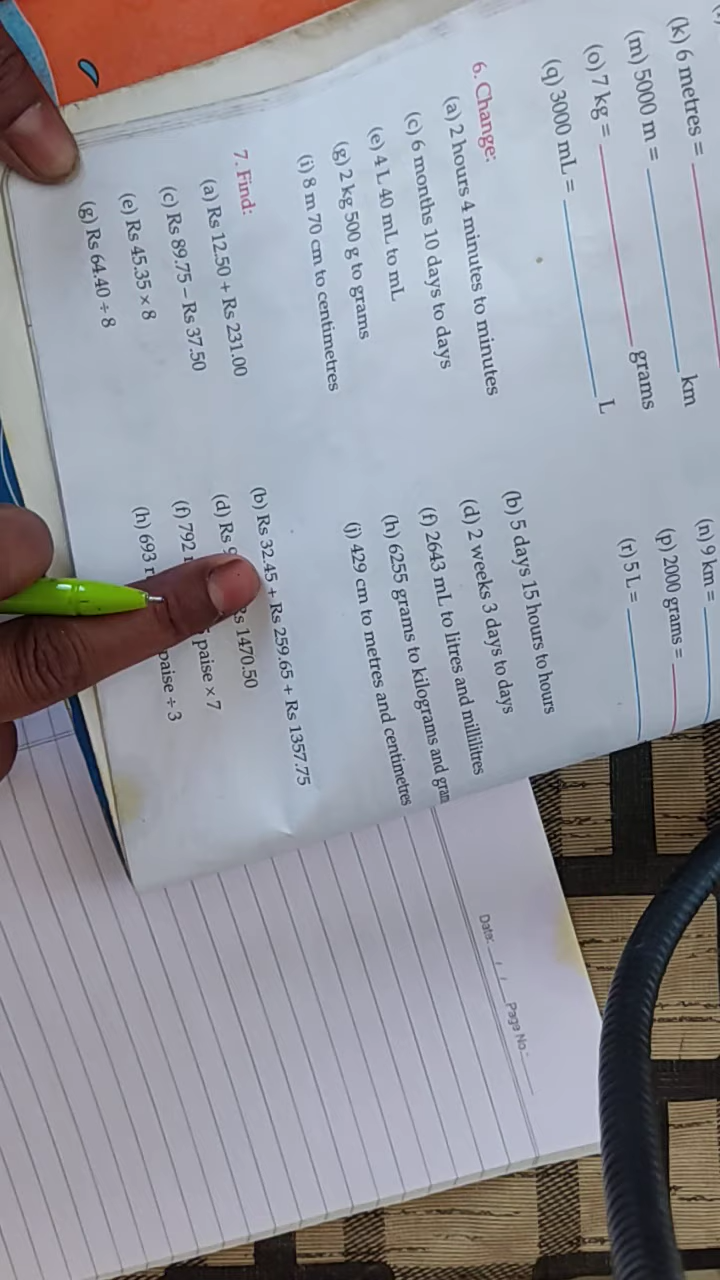 (k) 6 metres =
(m) 5000 m = km (n) 9 km =
(o) 7 kg = grams (p) 2000 grams =
(q) 3000 mL = L (r) 5 L =
6. Change:
(a) 2 hours 4 minutes to minutes (b) 5 days 15 hours to hours
(c) 6 months 10 days to days (d) 2 weeks 3 days to days
(e) 4 L 40 mL to mL (f) 2643 mL to litres and millilitres
(g) 2 kg 500 g to grams (h) 6255 grams to kilograms and
(i) 8 m 70 cm to centimetres (j) 429 cm to metres and centimetres
7. Find:
(a) Rs 12.50 + Rs 231.00 (b) Rs 32.45 + Rs 259.65 + Rs 1357.75
(c) Rs 89.75 – Rs 37.50 (d) Rs 1470.50
(e) Rs 45.35 × 8 (f) 792 paise × 7
(g) Rs 64.40 ÷ 8 (h) 693 paise ÷ 3
Date: / / Page No.: